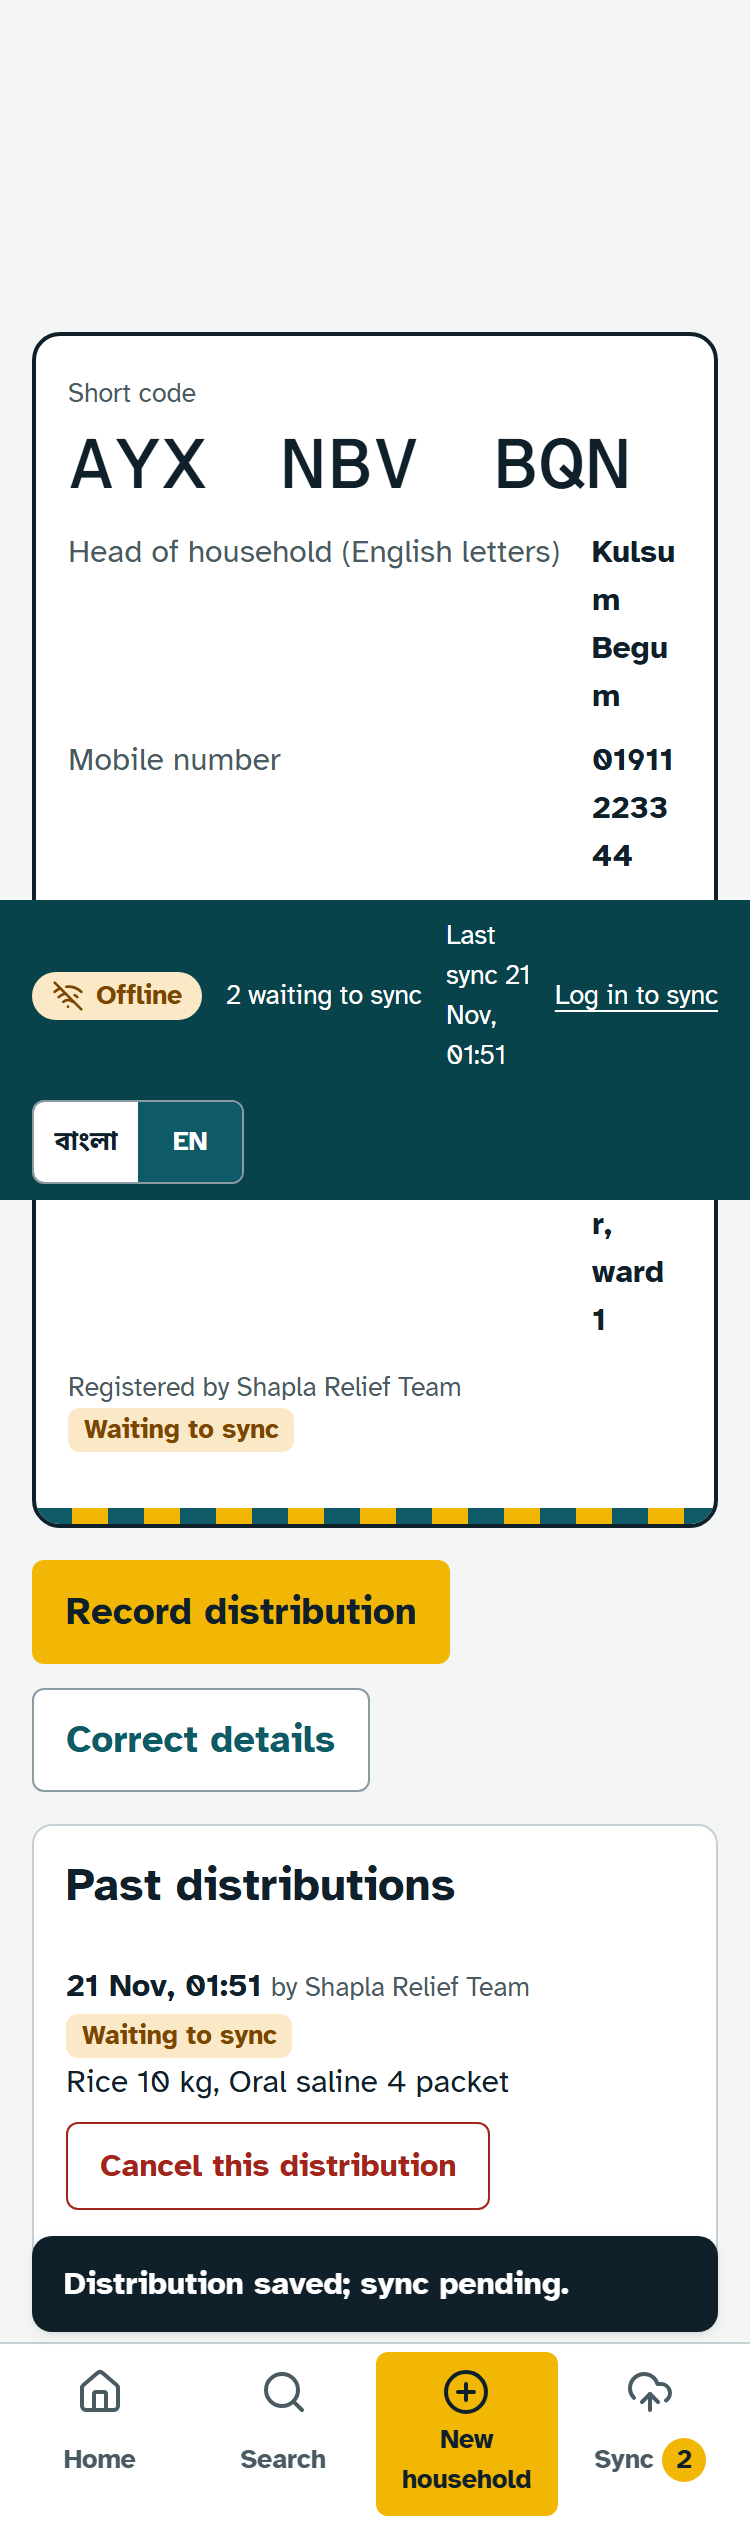 Short code
AYX NBV BQN
Head of household (English letters) Kulsu
m
Begu
m
Mobile number 01911
2233
44
Last
sync 21
Nov,
01:51
Offline 2 waiting to sync Log in to sync
বাংলা EN
r,
ward
1
Registered by Shapla Relief Team
Waiting to sync
Record distribution
Correct details
Past distributions
21 Nov, 01:51 by Shapla Relief Team
Waiting to sync
Rice 10 kg, Oral saline 4 packet
Cancel this distribution
Distribution saved; sync pending.
Home Search New
household Sync 2